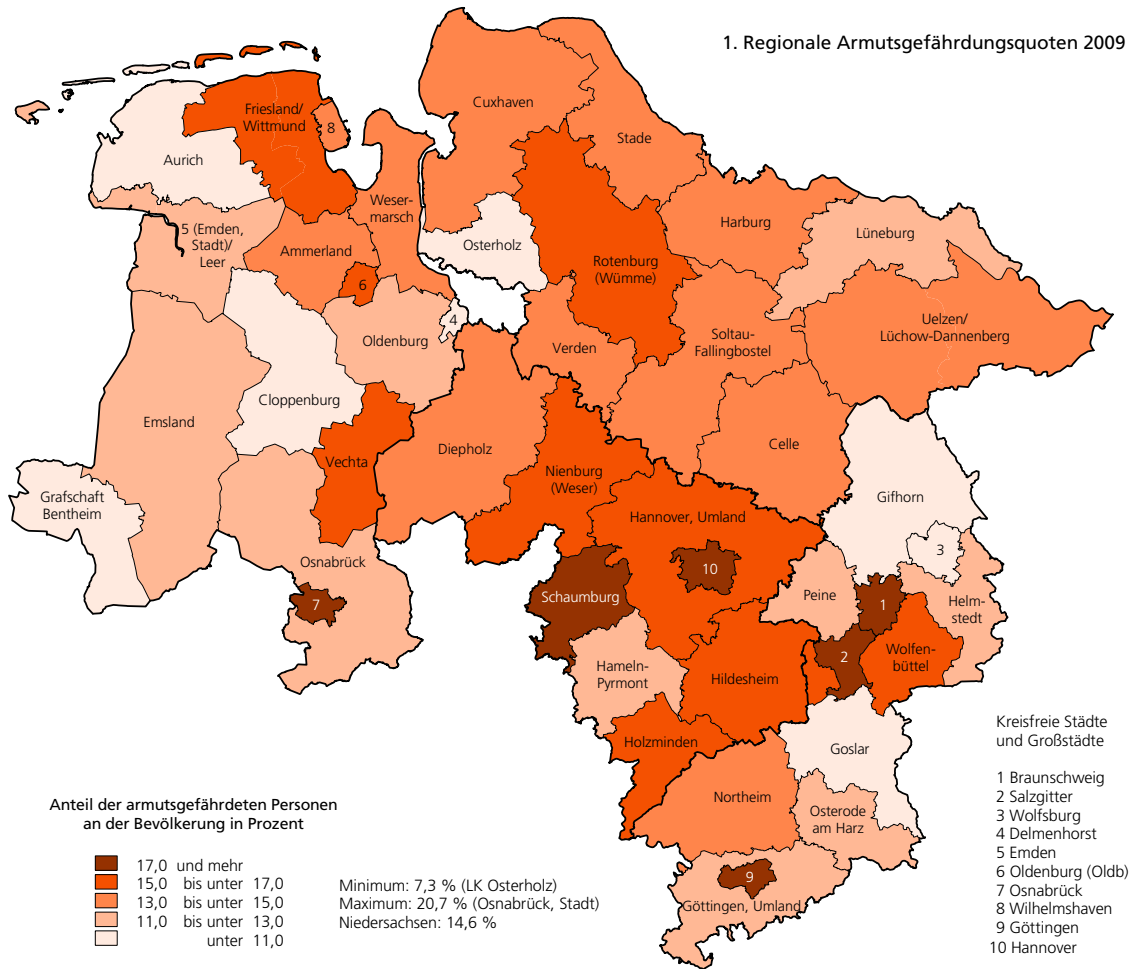 1. Regionale Armutsgefährdungsquoten 2009
Cuxhaven
Friesland/
Wittmund
8
Stade
Aurich
Weser-
marsch
Harburg
5 (Emden,
Stadt)/
Leer
Lüneburg
Osterholz
Ammerland
Rotenburg
(Wümme)
6
4
Uelzen/
Lüchow-Dannenberg
Oldenburg
Soltau-
Fallingbostel
Verden
Cloppenburg
Emsland
Celle
Diepholz
Vechta
Nienburg
(Weser)
Grafschaft
Bentheim
Gifhorn
Hannover, Umland
3
Osnabrück
10
Schaumburg
Peine
Helm-
stedt
7
1
2
Wolfen-
büttel
Hameln-
Pyrmont
Hildesheim
Holzminden
Goslar
Northeim
Osterode
am Harz
9
Göttingen, Umland
Kreisfreie Städte
und Großstädte
1 Braunschweig
2 Salzgitter
3 Wolfsburg
4 Delmenhorst
5 Emden
6 Oldenburg (Oldb)
7 Osnabrück
8 Wilhelmshaven
9 Göttingen
10 Hannover
Anteil der armutsgefährdeten Personen
an der Bevölkerung in Prozent
17,0 und mehr
15,0 bis unter 17,0
13,0 bis unter 15,0
11,0 bis unter 13,0
unter 11,0
Minimum: 7,3 % (LK Osterholz)
Maximum: 20,7 % (Osnabrück, Stadt)
Niedersachsen: 14,6 %